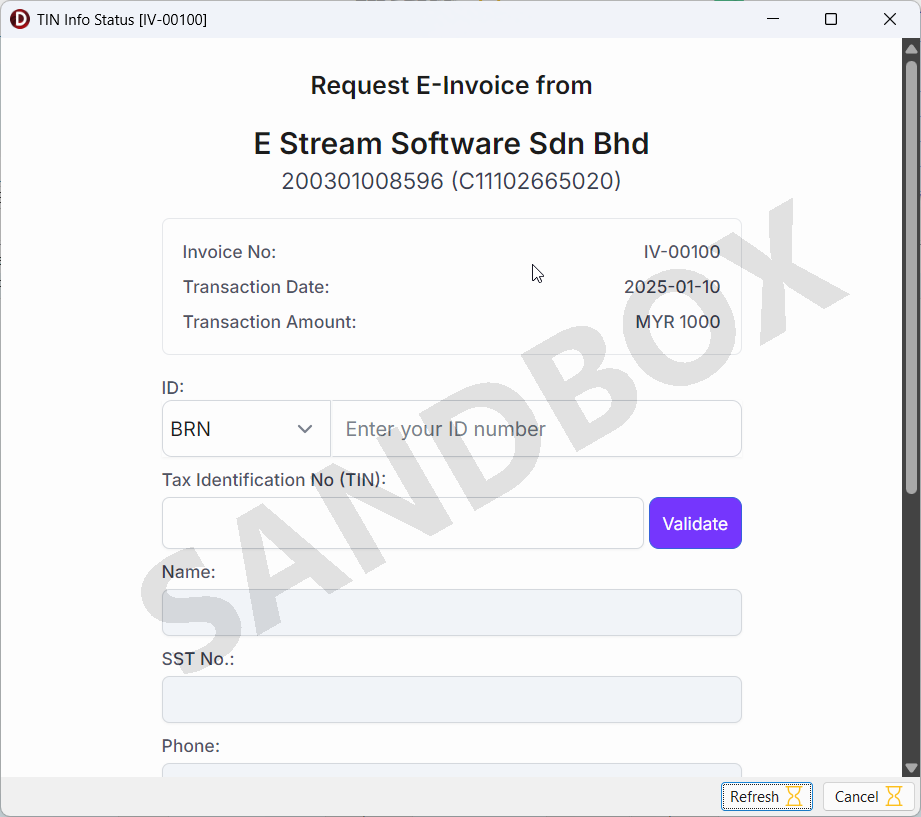 TIN Info Status [IV-00100]
Request E-Invoice from
E Stream Software Sdn Bhd
200301008596 (C11102665020)
Invoice No: IV-00100
Transaction Date: 2025-01-10
Transaction Amount: MYR 1000
SANDBOX
ID:
BRN Enter your ID number
Tax Identification No (TIN):
Validate
Name:
SST No.:
Phone:
Refresh Cancel